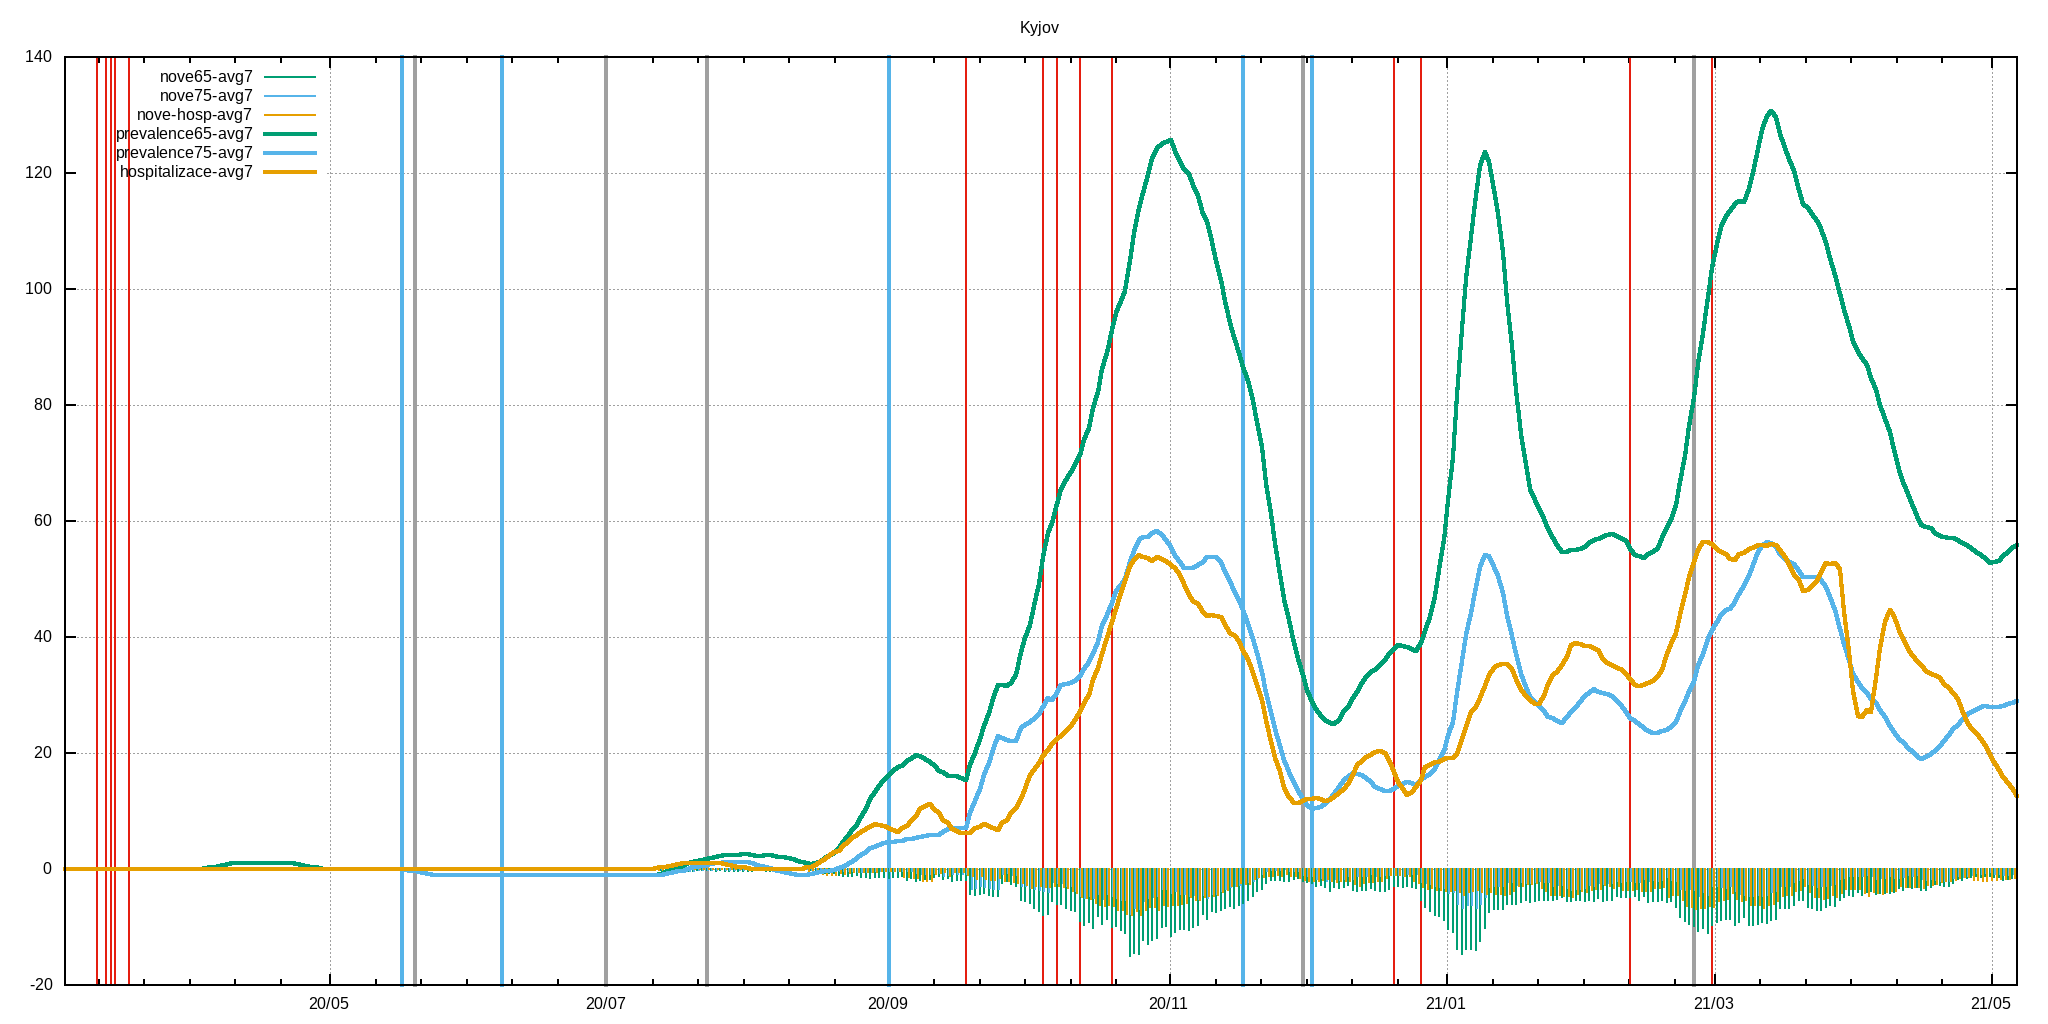 Kyjov
140
nove65-avg7
nove75-avg7
nove-hosp-avg7
prevalence65-avg7
prevalence75-avg7
hospitalizace-avg7
120
100
80
60
40
20
0
-20
20/05 20/07 20/09 20/11 21/01 21/03 21/05